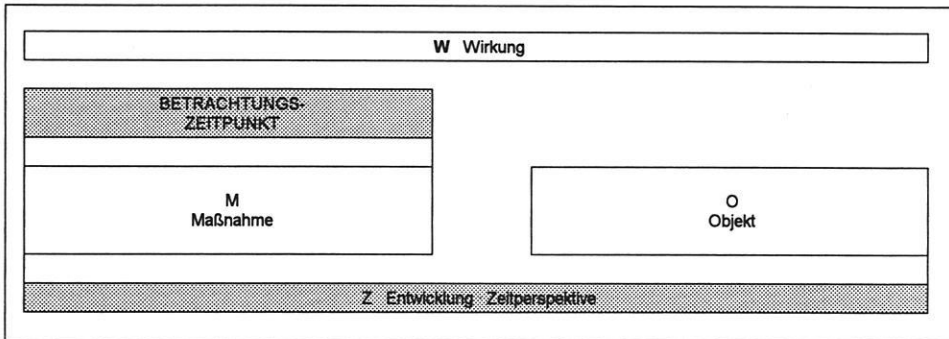 W Wirkung
BETRACHTUNGS-
ZEITPUNKT
M
Maßnahme
O
Objekt
Z Entwicklung Zeitperspektive